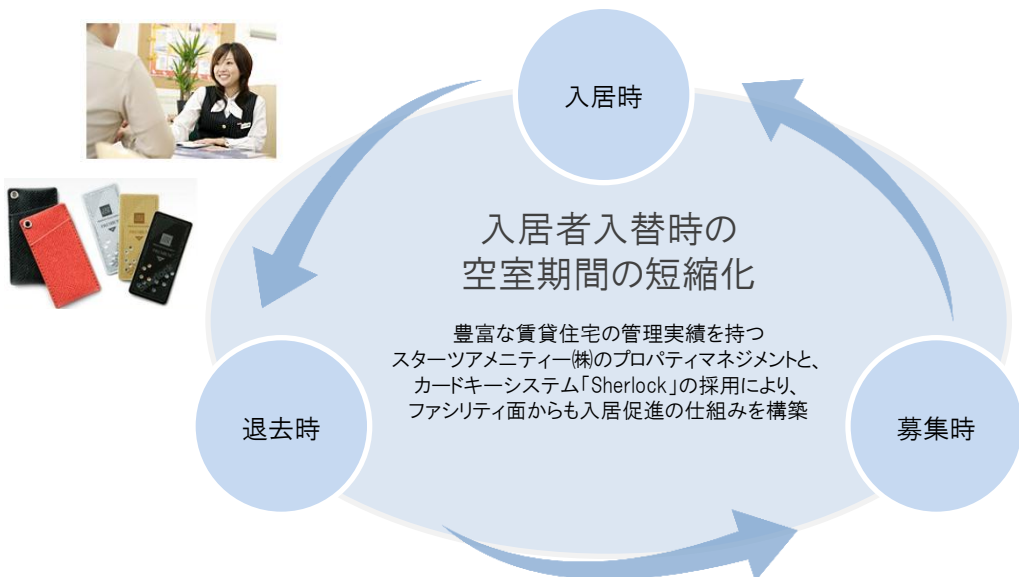 入居時
入居者入替時の
空室期間の短縮化
豊富な賃貸住宅の管理実績を持つ
スターツアメニティー㈱のプロパティマネジメントと、
カードキーシステム「Sherlock」の採用により、
ファシリティ面からも入居促進の仕組みを構築
退去時
募集時